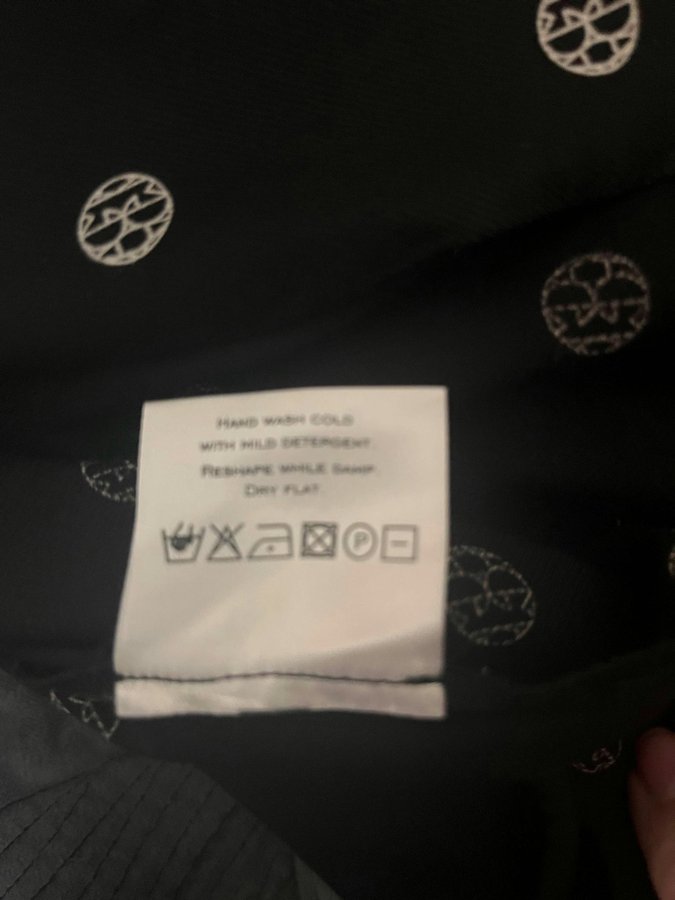 HAND WASH COLD
WITH MILD DETERGENT.
RESHAPE WHILE DAMP.
DRY FLAT.
P